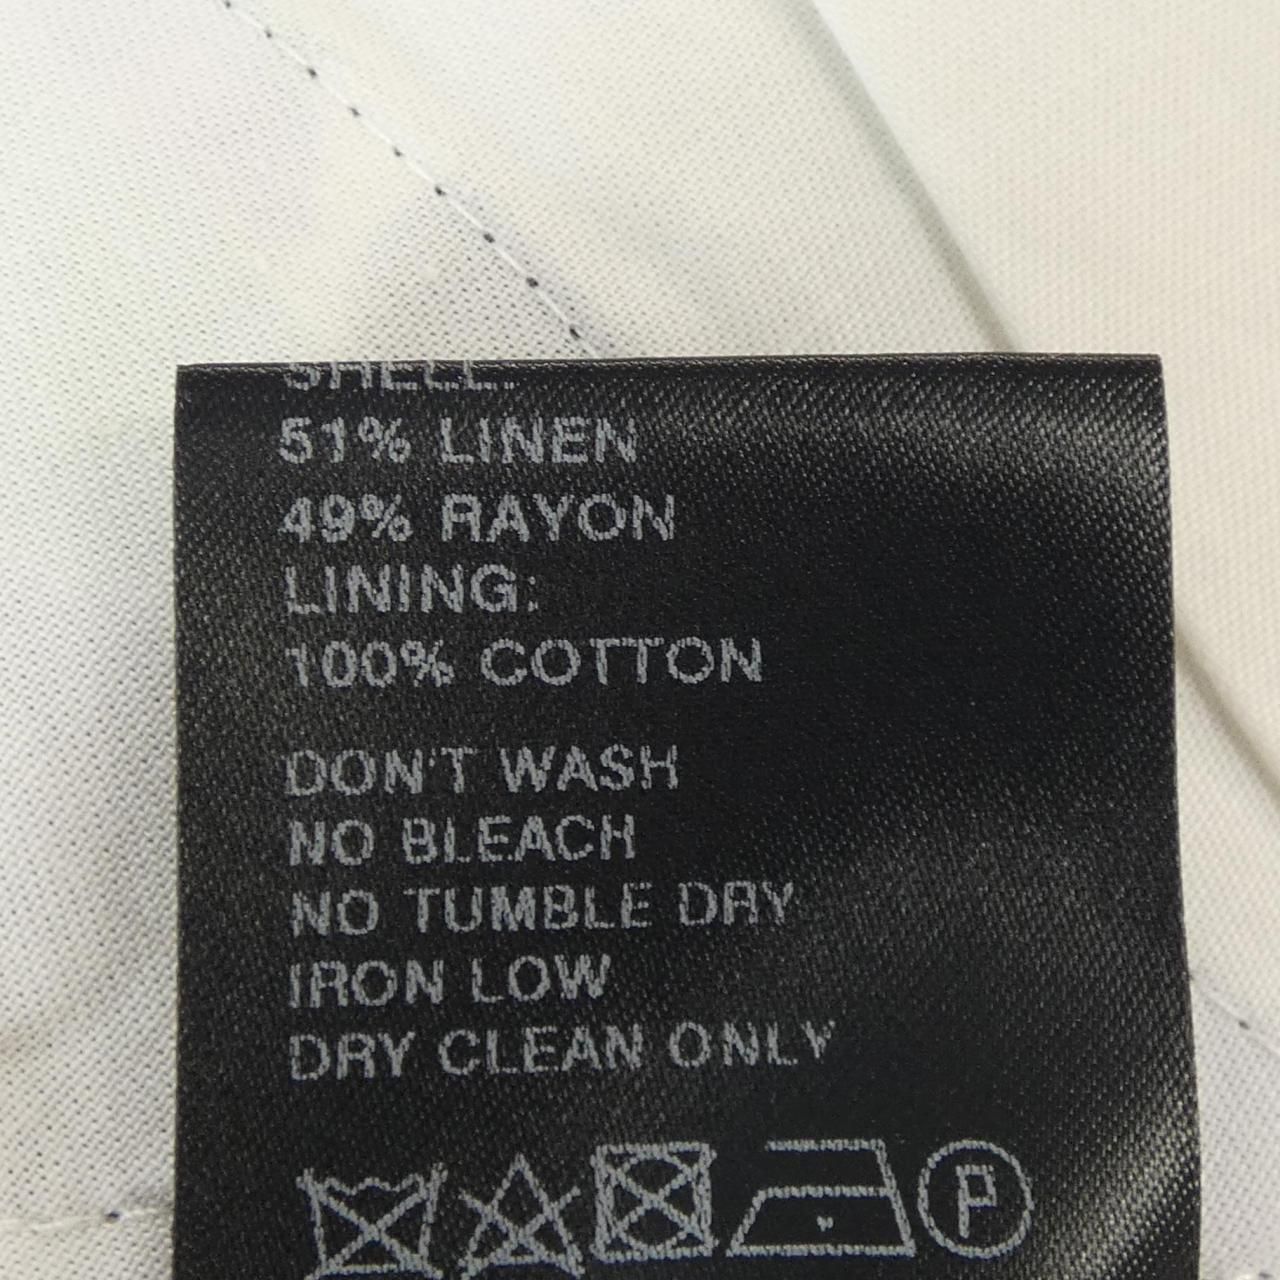 SHELL:
51% LINEN
49% RAYON
LINING:
100% COTTON
DON'T WASH
NO BLEACH
NO TUMBLE DRY
IRON LOW
DRY CLEAN ONLY
P